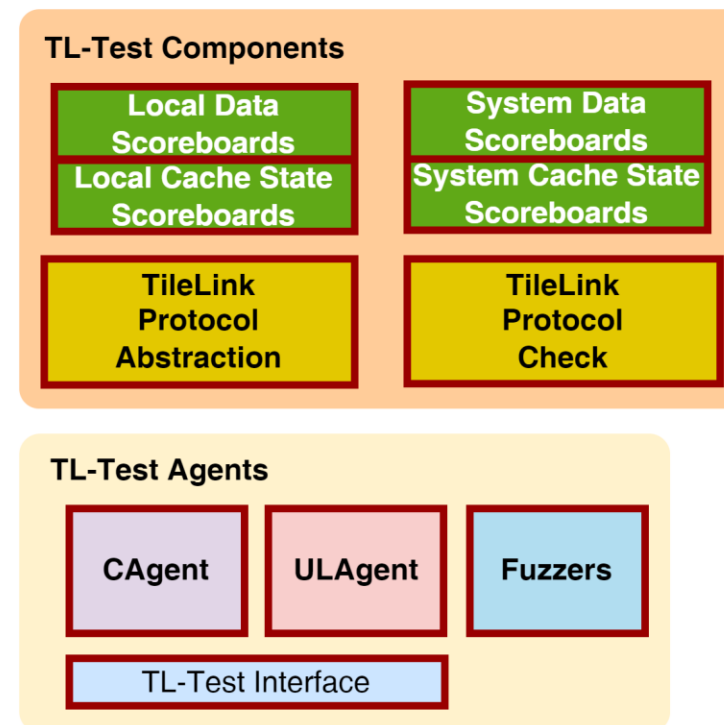 TL-Test Components
Local Data
Scoreboards
Local Cache State
Scoreboards
System Data
Scoreboards
System Cache State
Scoreboards
TileLink
Protocol
Abstraction
TileLink
Protocol
Check
TL-Test Agents
CAgent
ULAgent
Fuzzers
TL-Test Interface